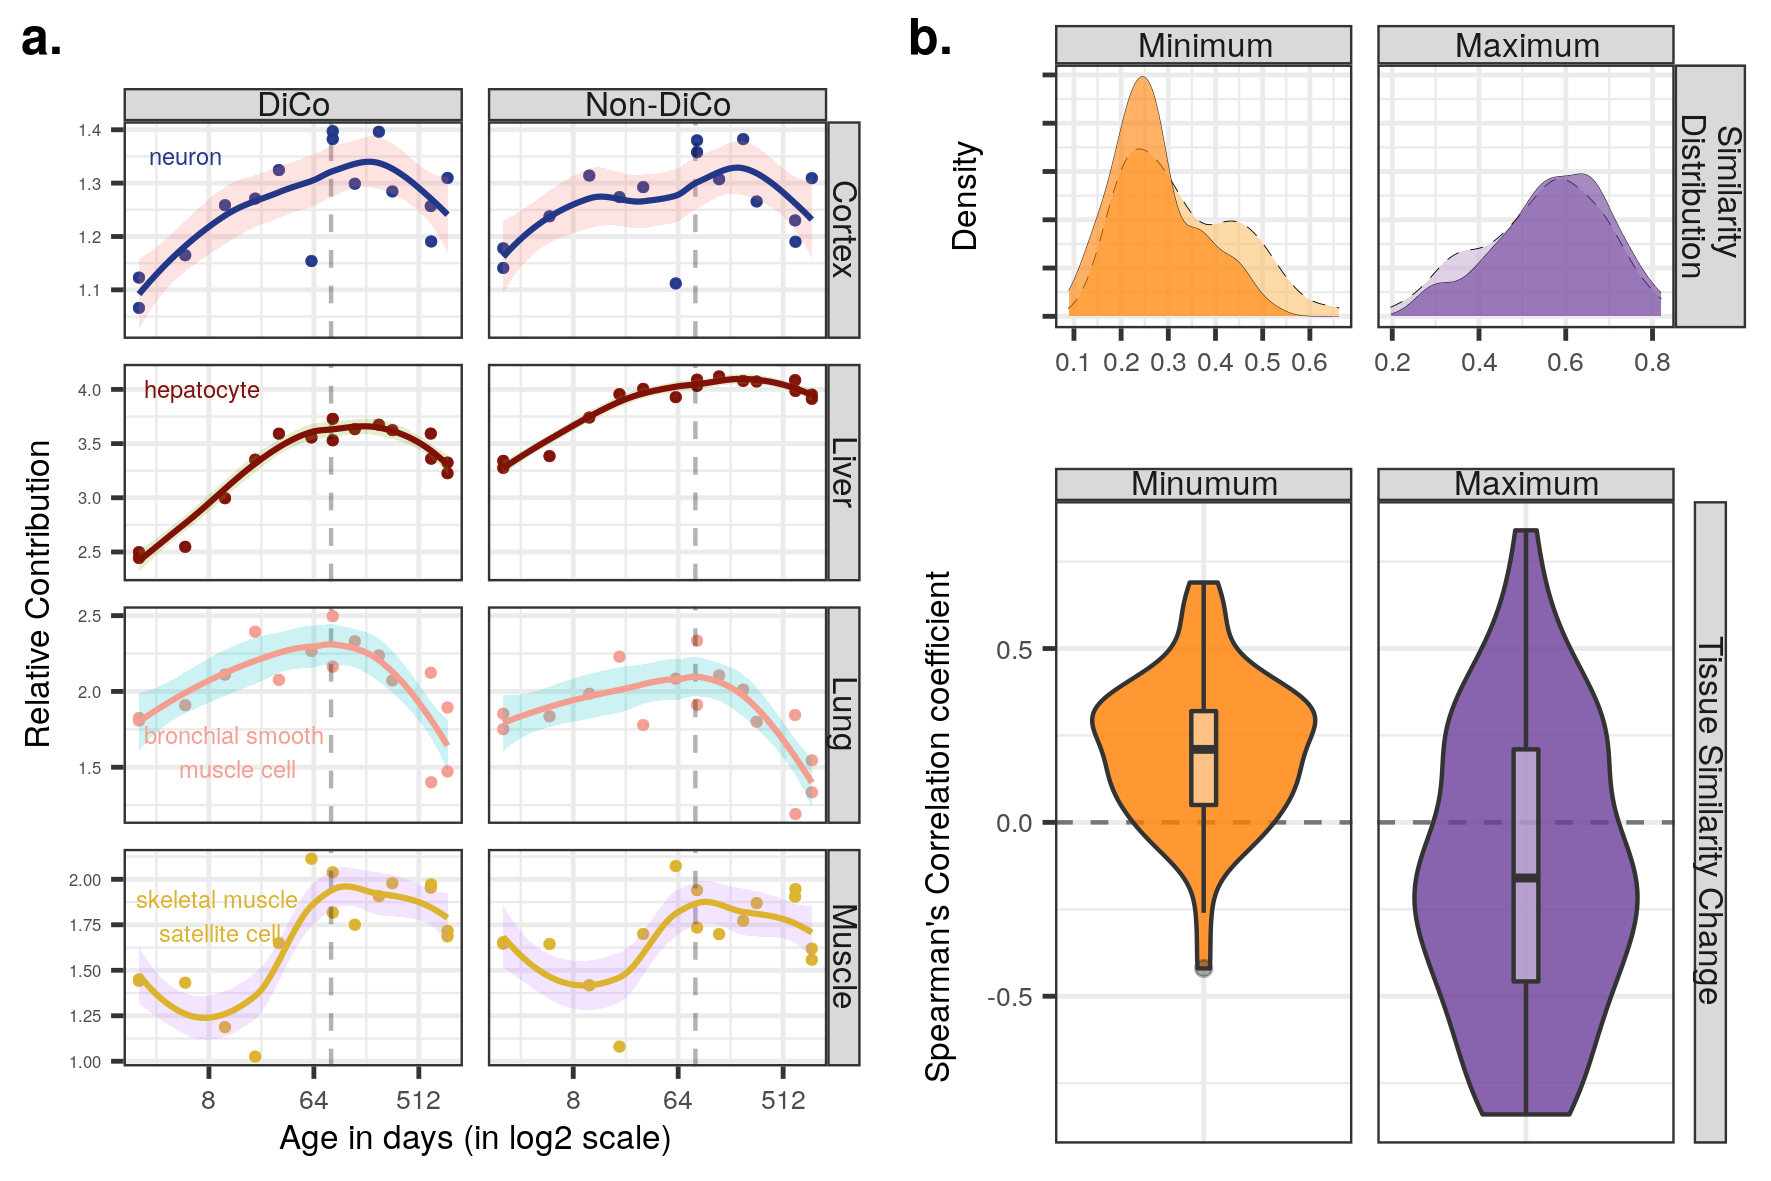 a.
DiCo
Non-DiCo
Relative Contribution
1.4
1.3
1.2
1.1
neuron
Cortex
4.0
3.5
3.0
2.5
hepatocyte
Liver
2.5
2.0
1.5
bronchial smooth
muscle cell
Lung
2.00
1.75
1.50
1.25
1.00
skeletal muscle
satellite cell
Muscle
8
64
512
8
64
512
Age in days (in log2 scale)
b.
Minimum
Maximum
Density
Similarity
Distribution
0.1
0.2
0.3
0.4
0.5
0.6
0.2
0.4
0.6
0.8
Minumum
Maximum
Spearman's Correlation coefficient
0.5
0.0
-0.5
Tissue Similarity Change